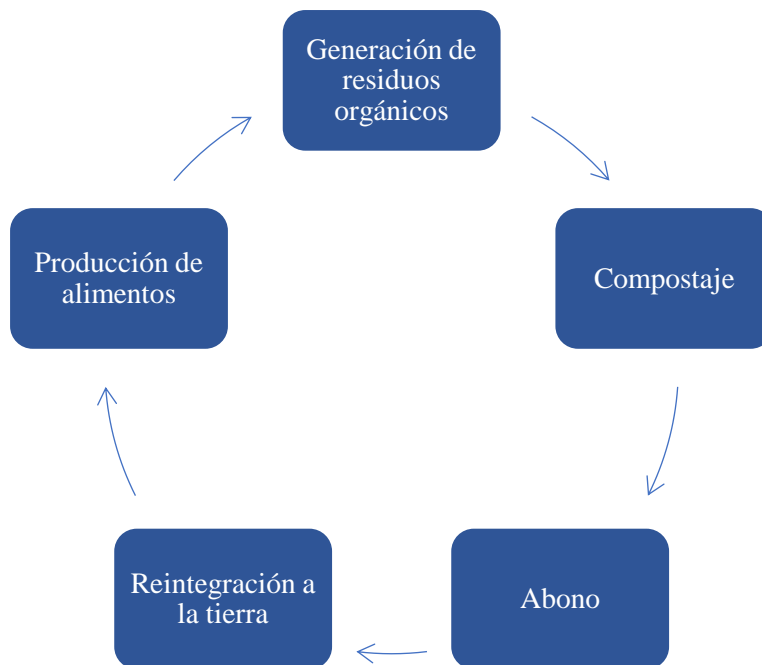 Generación de
residuos
orgánicos
Compostaje
Abono
Reintegración a
la tierra
Producción de
alimentos